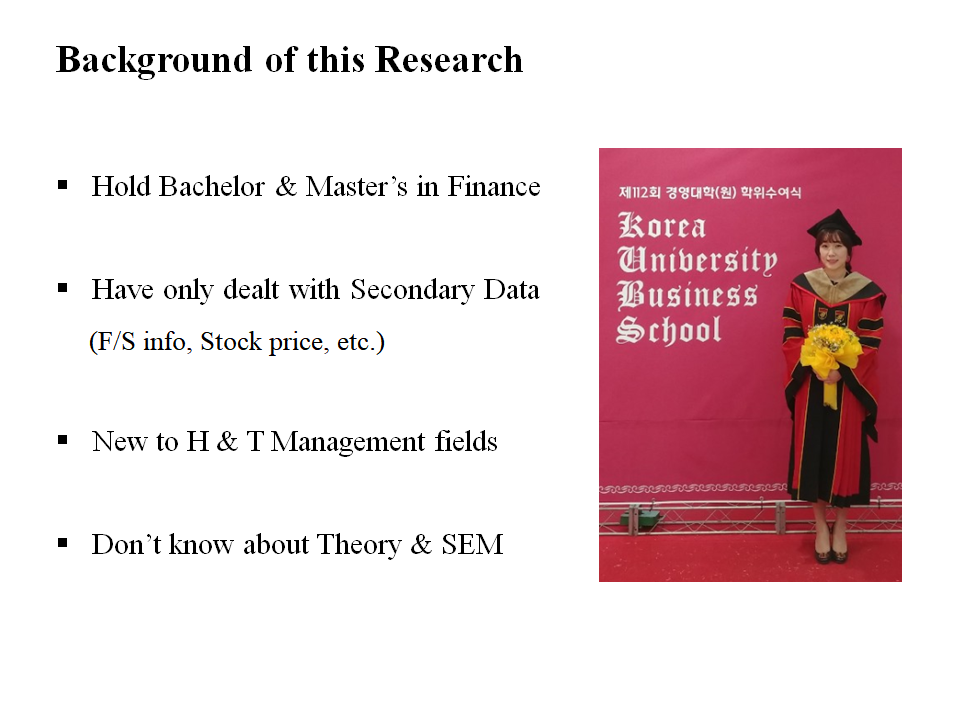 Background of this Research
▪ Hold Bachelor & Master’s in Finance
▪ Have only dealt with Secondary Data
(F/S info, Stock price, etc.)
▪ New to H & T Management fields
▪ Don’t know about Theory & SEM
제112회 경영대학(원) 학위수여식
Korea
University
Business
School